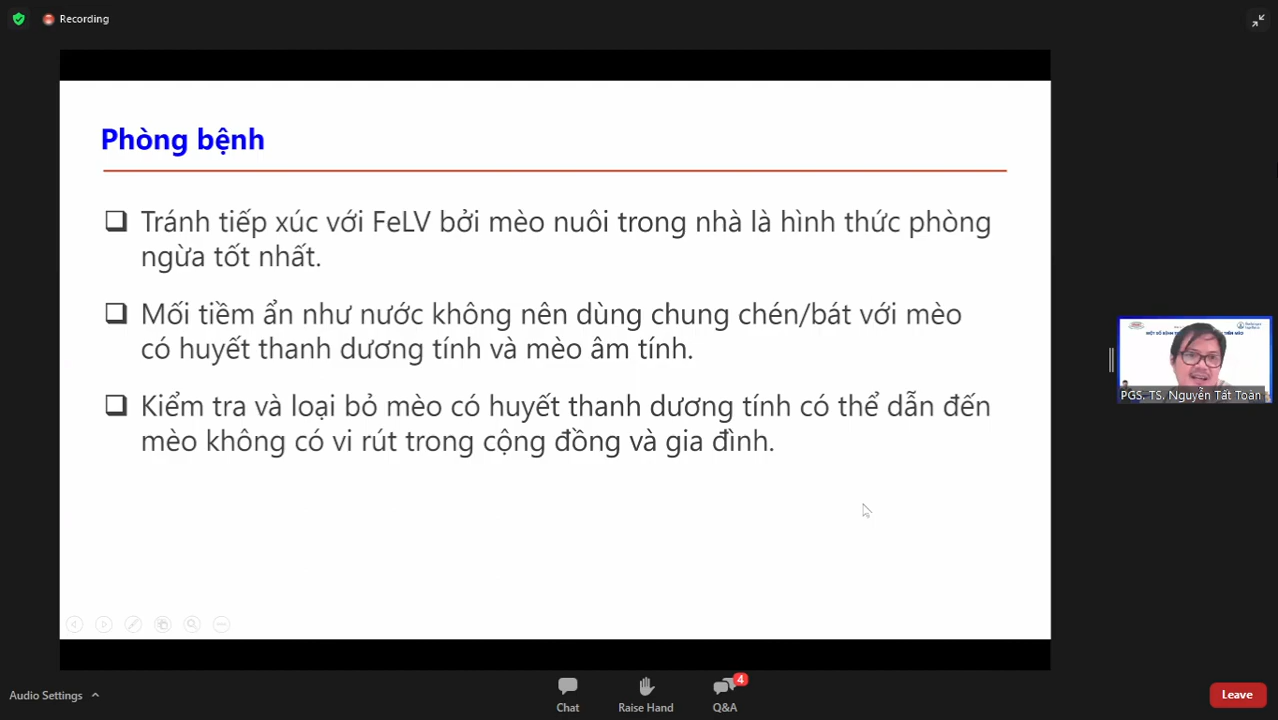 Recording
Phòng bệnh
Tránh tiếp xúc với FeLV bởi mèo nuôi trong nhà là hình thức phòng
ngừa tốt nhất.
Mối tiềm ẩn như nước không nên dùng chung chén/bát với mèo
có huyết thanh dương tính và mèo âm tính.
Kiểm tra và loại bỏ mèo có huyết thanh dương tính có thể dẫn đến
mèo không có vi rút trong cộng đồng và gia đình.
PGS. TS. Nguyễn Tất Toàn
Audio Settings
Chat
Raise Hand
4
Q&A
Leave